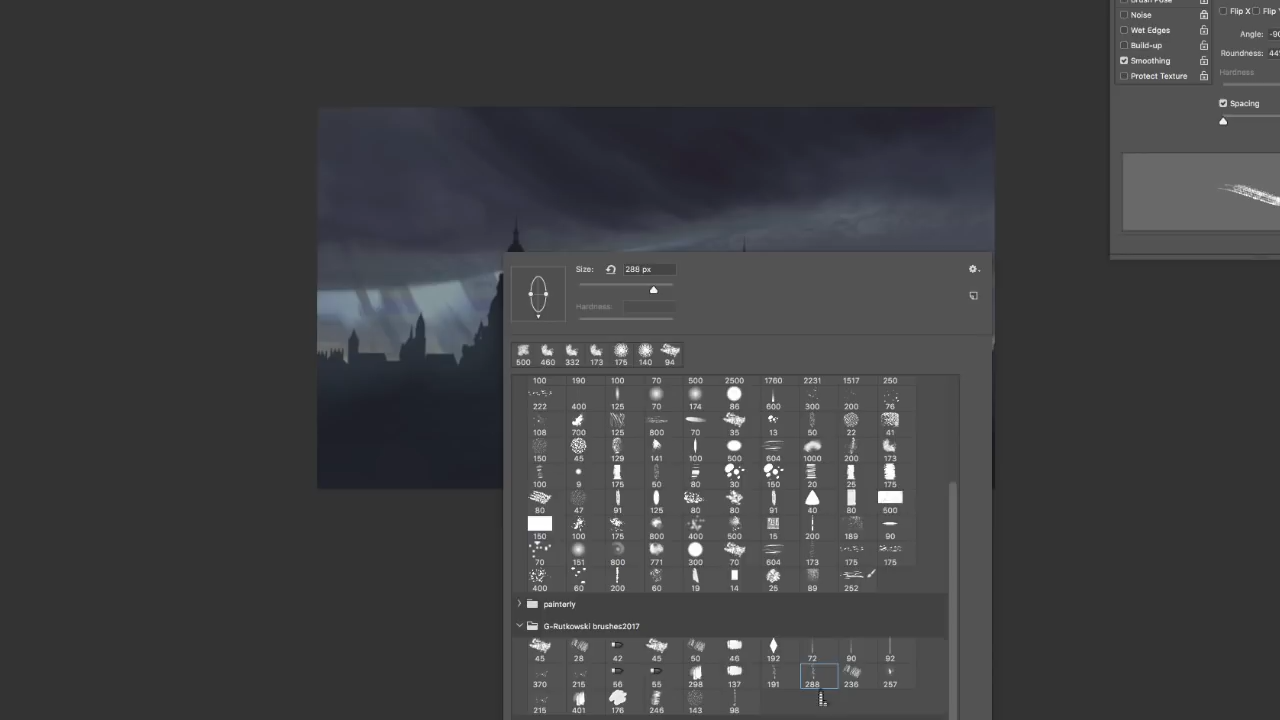 Brush Pose
Noise
Wet Edges
Build-up
Smoothing
Protect Texture
Flip X Flip
Angle: -90
Roundness: 44
Hardness
Spacing
Size: 288 px
Hardness:
500 460 332 173 175 140 94
100 190 100 70 500 2500 1760 2231 1517 250
222 400 125 70 174 86 600 300 200 76
108 700 125 800 70 35 13 50 22 41
150 45 129 141 100 500 604 1000 200 173
100 9 175 50 80 30 150 20 25 175
80 47 91 125 80 80 91 40 80 500
150 100 175 800 400 500 15 200 189 90
70 151 800 771 300 70 604 173 175 175
400 60 200 60 19 14 25 89 252
painterly
G-Rutkowski brushes2017
45 28 42 45 50 46 192 72 90 92
370 215 56 55 298 137 191 288 236 257
215 401 176 246 143 98